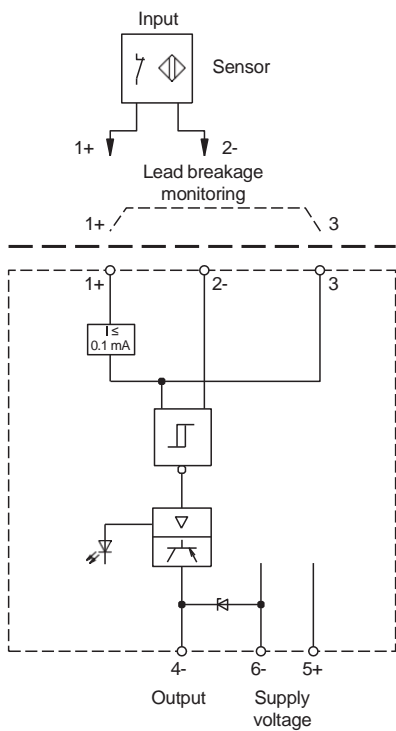 Input
Sensor
1+ 2-
Lead breakage
monitoring
1+ 3
1+ 2- 3
I ≤
0.1 mA
4- 6- 5+
Output Supply
voltage